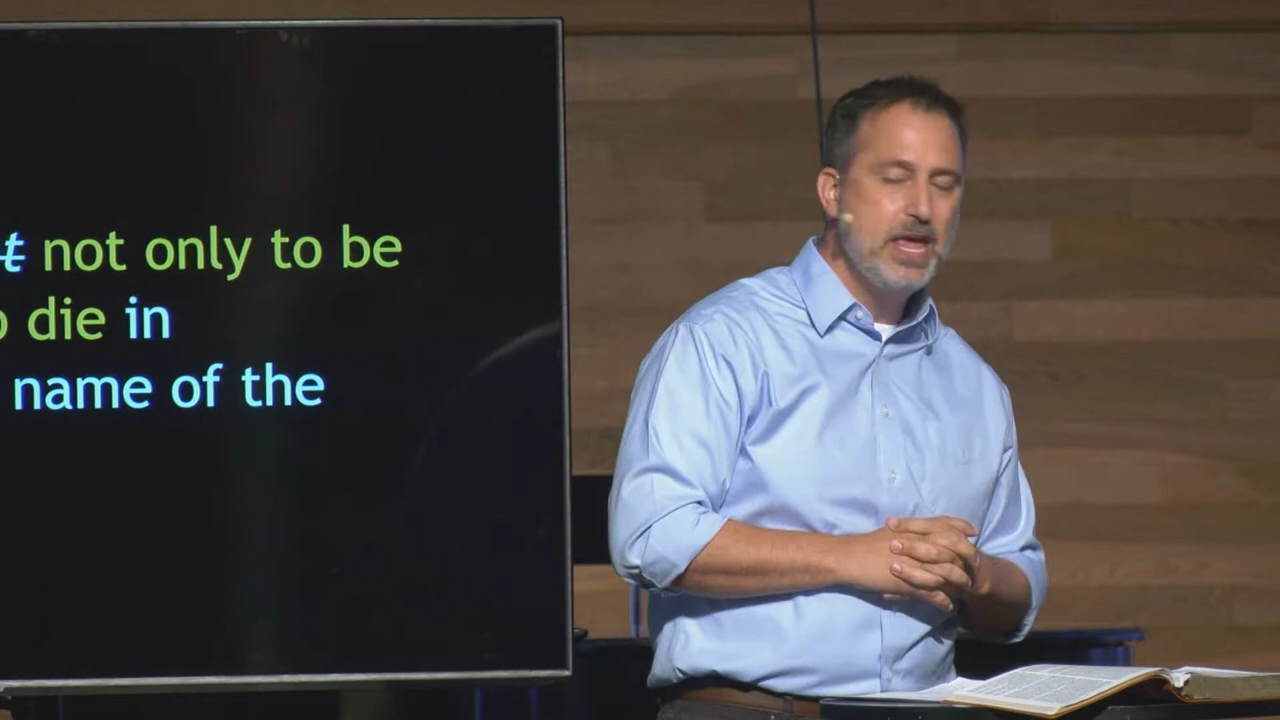 not only to be
die in
name of the